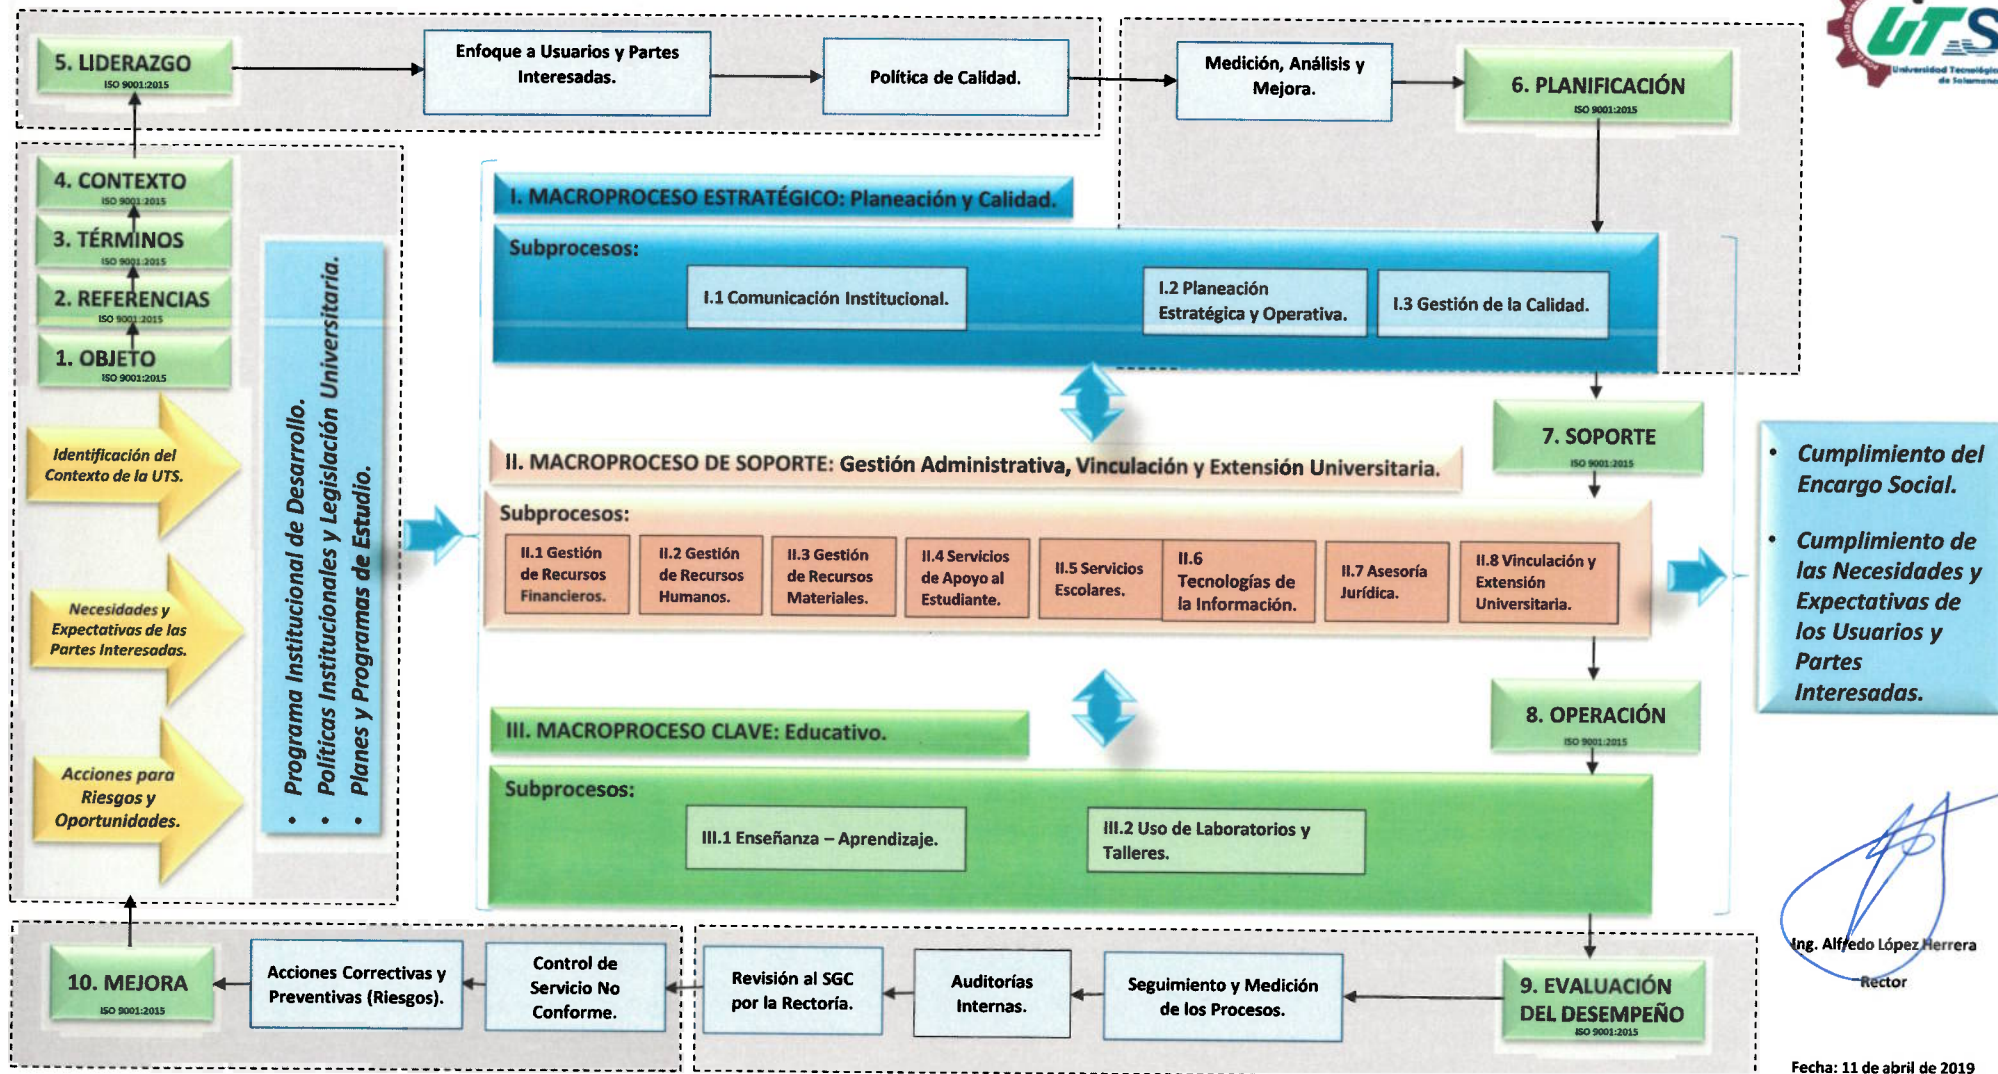 5. LIDERAZGO
ISO 9001:2015
Enfoque a Usuarios y Partes
Interesadas.
Política de Calidad.
Medición, Análisis y
Mejora.
6. PLANIFICACIÓN
ISO 9001:2015
UTS
Universidad Tecnológic
de Salamanc
4. CONTEXTO
ISO 9001:2015
3. TÉRMINOS
ISO 9001:2015
2. REFERENCIAS
ISO 9001:2015
1. OBJETO
ISO 9001:2015
Identificación del
Contexto de la UTS.
Necesidades y
Expectativas de las
Partes Interesadas.
Acciones para
Riesgos y
Oportunidades.
• Programa Institucional de Desarrollo.
• Políticas Institucionales y Legislación Universitaria.
• Planes y Programas de Estudio.
I. MACROPROCESO ESTRATÉGICO: Planeación y Calidad.
Subprocesos:
I.1 Comunicación Institucional.
I.2 Planeación
Estratégica y Operativa.
I.3 Gestión de la Calidad.
7. SOPORTE
ISO 9001:2015
II. MACROPROCESO DE SOPORTE: Gestión Administrativa, Vinculación y Extensión Universitaria.
Subprocesos:
II.1 Gestión
de Recursos
Financieros.
II.2 Gestión
de Recursos
Humanos.
II.3 Gestión
de Recursos
Materiales.
II.4 Servicios
de Apoyo al
Estudiante.
II.5 Servicios
Escolares.
II.6
Tecnologías de
la Información.
II.7 Asesoría
Jurídica.
II.8 Vinculación y
Extensión
Universitaria.
8. OPERACIÓN
ISO 9001:2015
III. MACROPROCESO CLAVE: Educativo.
Subprocesos:
III.1 Enseñanza – Aprendizaje.
III.2 Uso de Laboratorios y
Talleres.
• Cumplimiento del
Encargo Social.
• Cumplimiento de
las Necesidades y
Expectativas de
los Usuarios y
Partes
Interesadas.
10. MEJORA
ISO 9001:2015
Acciones Correctivas y
Preventivas (Riesgos).
Control de
Servicio No
Conforme.
Revisión al SGC
por la Rectoría.
Auditorías
Internas.
Seguimiento y Medición
de los Procesos.
9. EVALUACIÓN
DEL DESEMPEÑO
ISO 9001:2015
Ing. Alfredo López Herrera
Rector
Fecha: 11 de abril de 2019